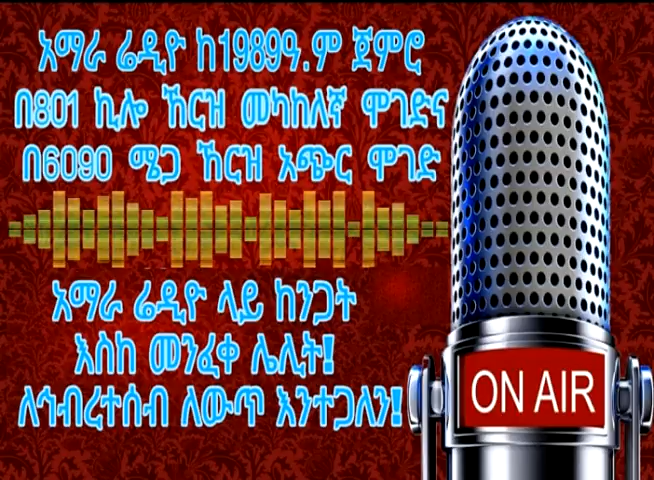 አማራ ሬዲዮ ከ19899ዓ.ም ጀምሮ
በ801 ኪሎ ኸርዝ መካከለኛ ሞገድና
በ6090 ሜጋ ኸርዝ አጭር ሞገድ
አማራ ሬዲዮ ላይ ከንጋት
እስከ መንፈቀ ሌሊት!
ለኅብረተሰብ ለውጥ እንተጋለን!
ON AIR